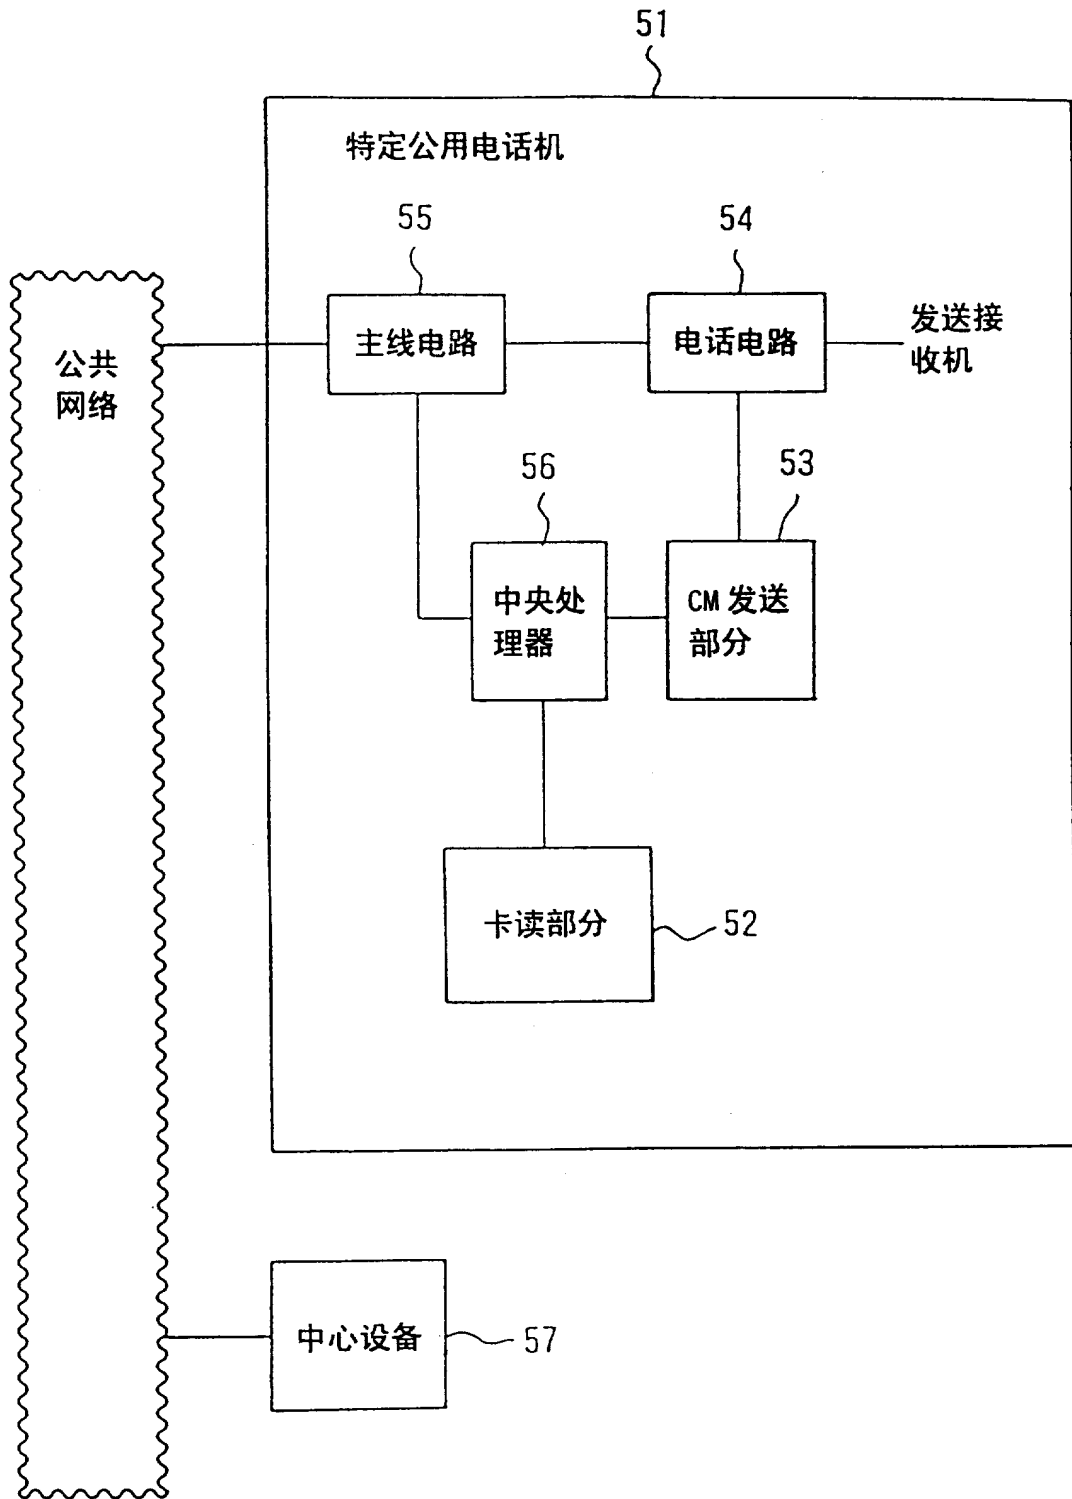 51
特定公用电话机
55
54
主线电路
电话电路
发送接
收机
公共
网络
56
53
中央处
理器
CM 发送
部分
卡读部分
52
中心设备
57